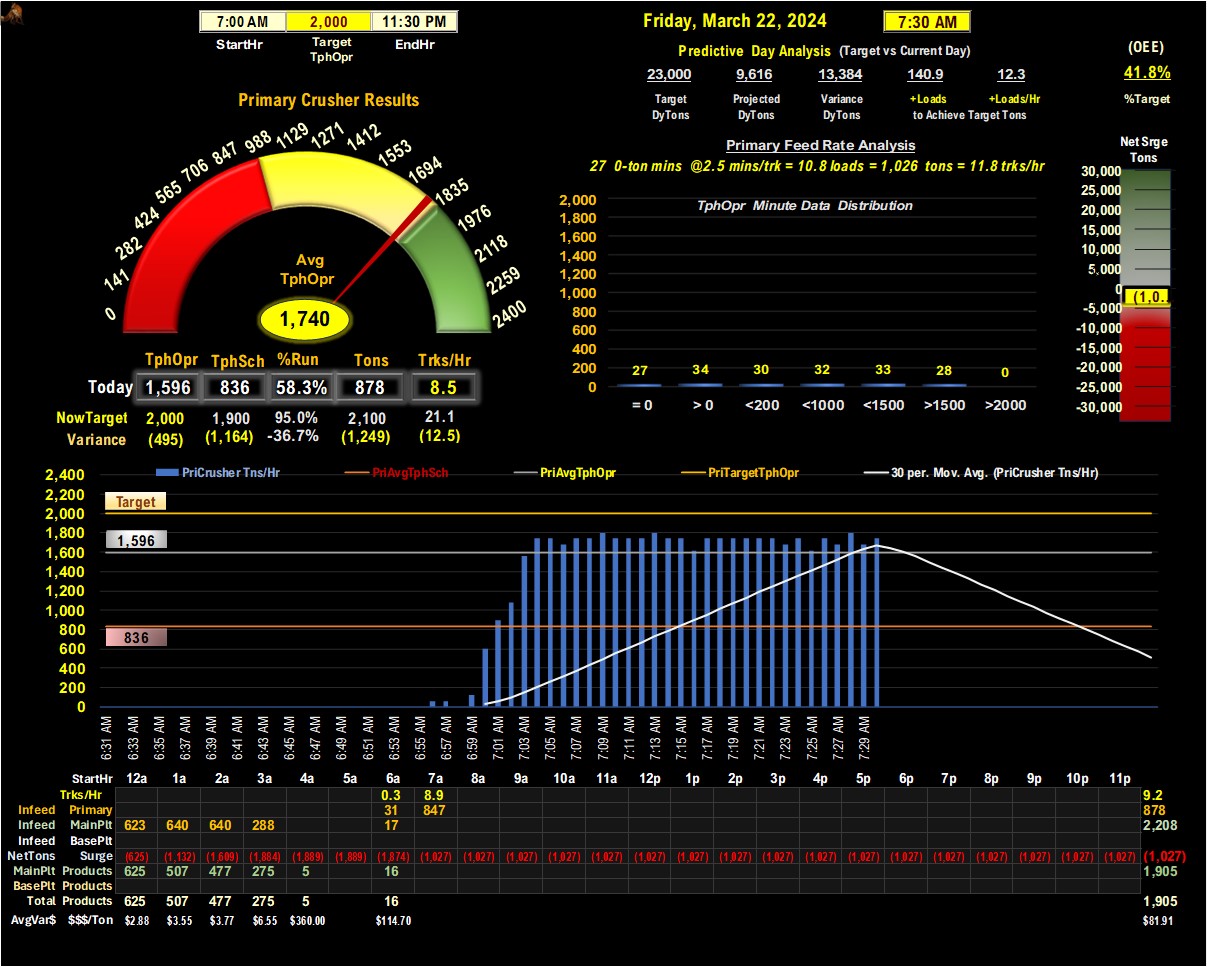 7:00 AM 2,000 11:30 PM
StartHr Target TphOpr EndHr
Friday, March 22, 2024 7:30 AM
Predictive Day Analysis (Target vs Current Day)
23,000 9,616 13,384 140.9 12.3
Target Projected Variance +Loads +Loads/Hr
DyTons DyTons DyTons to Achieve Target Tons
(OEE)
41.8%
%Target
Primary Crusher Results
0 141 282 424 565 706 847 988 1129 1271 1412 1553 1694 1835 1976 2118 2259 2400
Avg
TphOpr
1,740
TphOpr TphSch %Run Tons Trks/Hr
Today 1,596 836 58.3% 878 8.5
NowTarget 2,000 1,900 95.0% 2,100 21.1
Variance (495) (1,164) -36.7% (1,249) (12.5)
Primary Feed Rate Analysis
27 0-ton mins @2.5 mins/trk = 10.8 loads = 1,026 tons = 11.8 trks/hr
TphOpr Minute Data Distribution
2,000
1,800
1,600
1,400
1,200
1,000
800
600
400
200
0
27 34 30 32 33 28 0
= 0 > 0 <200 <1000 <1500 >1500 >2000
Net Srge
Tons
30,000
25,000
20,000
15,000
10,000
5,000
0
(1,0..
-5,000
-10,000
-15,000
-20,000
-25,000
-30,000
PriCrusher Tns/Hr PriAvgTphSch PriAvgTphOpr PriTargetTphOpr 30 per. Mov. Avg. (PriCrusher Tns/Hr)
2,400
2,200
2,000
1,800
1,600
1,400
1,200
1,000
800
600
400
200
0
Target
1,596
836
6:31 AM 6:33 AM 6:35 AM 6:37 AM 6:39 AM 6:41 AM 6:43 AM 6:45 AM 6:47 AM 6:49 AM 6:51 AM 6:53 AM 6:55 AM 6:57 AM 6:59 AM 7:01 AM 7:03 AM 7:05 AM 7:07 AM 7:09 AM 7:11 AM 7:13 AM 7:15 AM 7:17 AM 7:19 AM 7:21 AM 7:23 AM 7:25 AM 7:27 AM 7:29 AM
StartHr 12a 1a 2a 3a 4a 5a 6a 7a 8a 9a 10a 11a 12p 1p 2p 3p 4p 5p 6p 7p 8p 9p 10p 11p
Trks/Hr 0.3 8.9 9.2
Infeed Primary 31 847 878
Infeed MainPlt 623 640 640 288 17 2,208
Infeed BasePlt
NetTons Surge (625) (1,132) (1,609) (1,884) (1,889) (1,889) (1,874) (1,027) (1,027) (1,027) (1,027) (1,027) (1,027) (1,027) (1,027) (1,027) (1,027) (1,027) (1,027) (1,027) (1,027) (1,027) (1,027) (1,027) (1,027)
MainPlt Products 625 507 477 275 5 16 1,905
BasePlt Products
Total Products 625 507 477 275 5 16 1,905
AvgVar$ $$$/Ton $2.88 $3.55 $3.77 $6.55 $360.00 $114.70 $81.91